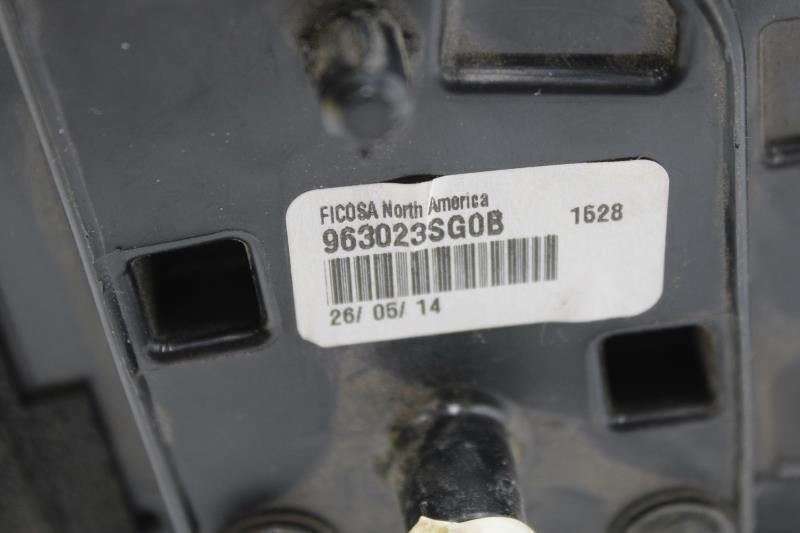 FICOSA North America
963023SG0B 1528
26/ 05/ 14